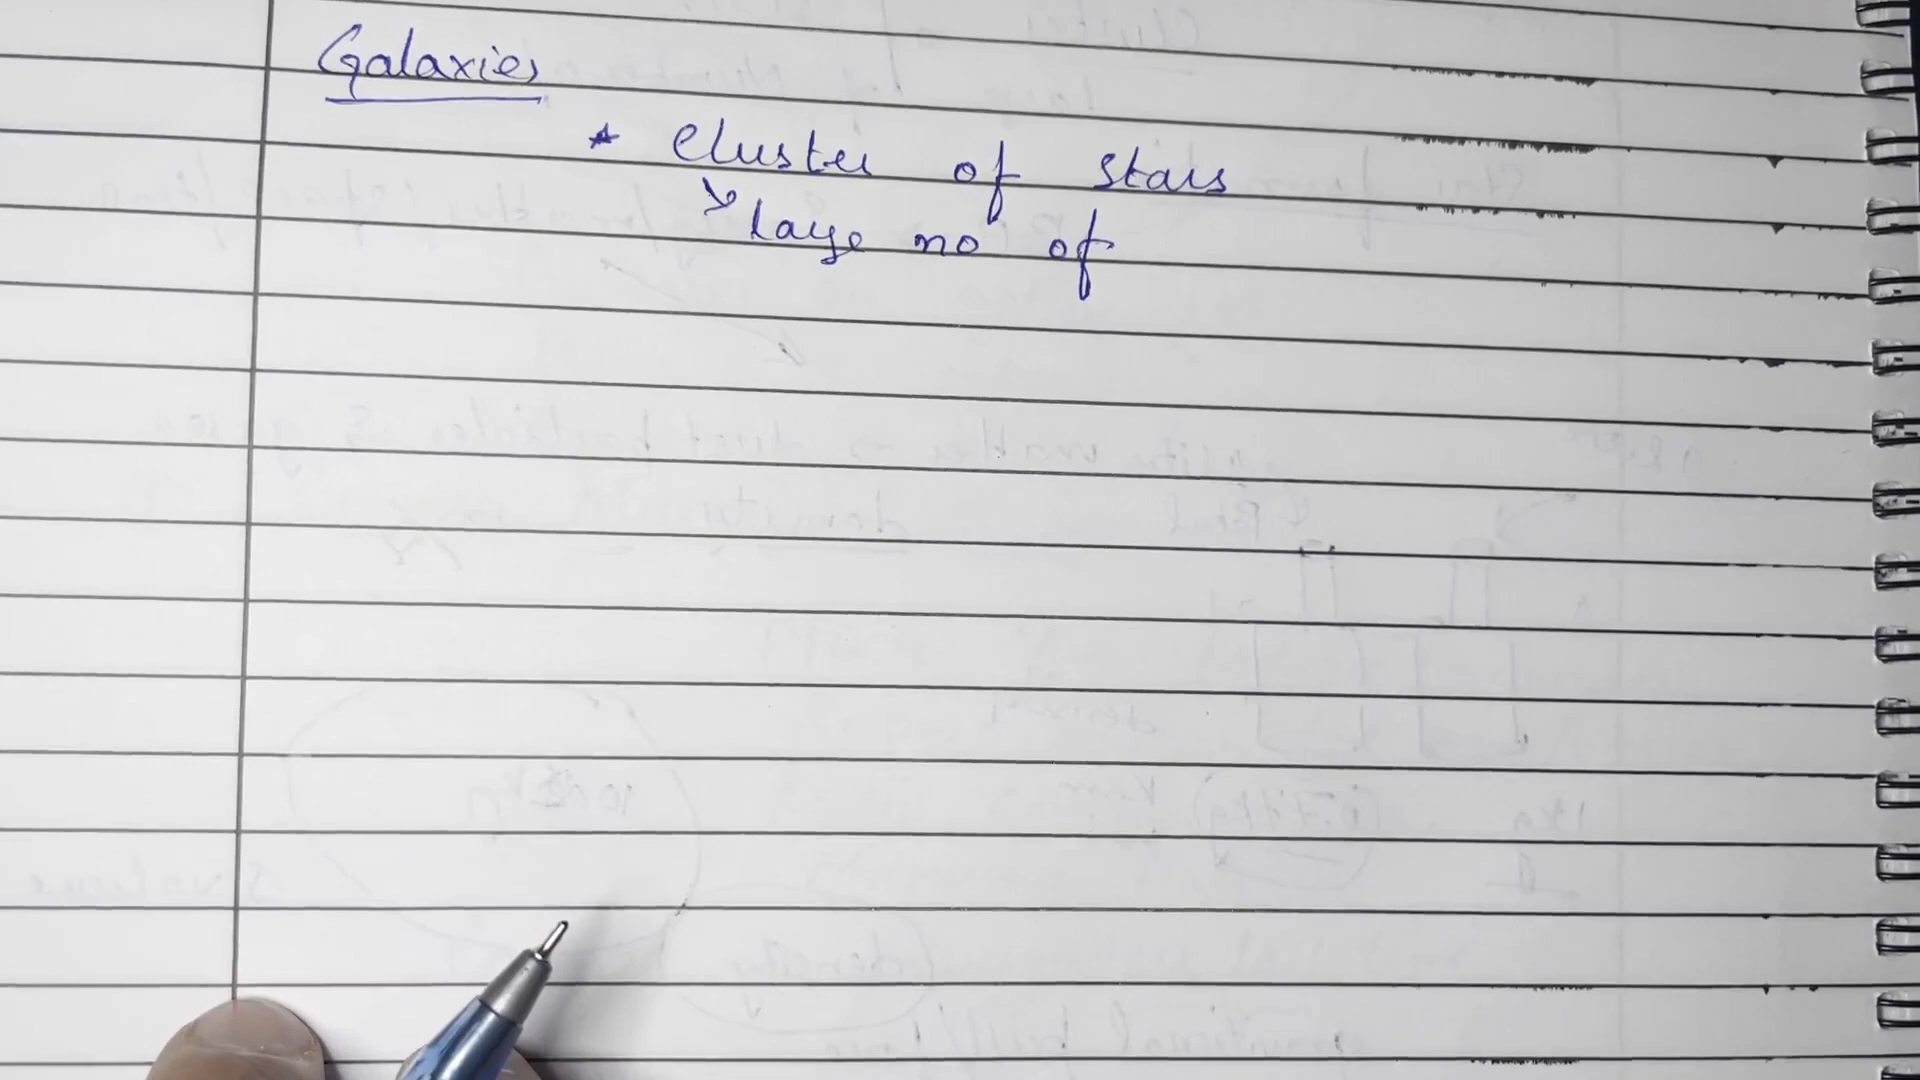 Galaxies
* Cluster of stars
↘ large no of